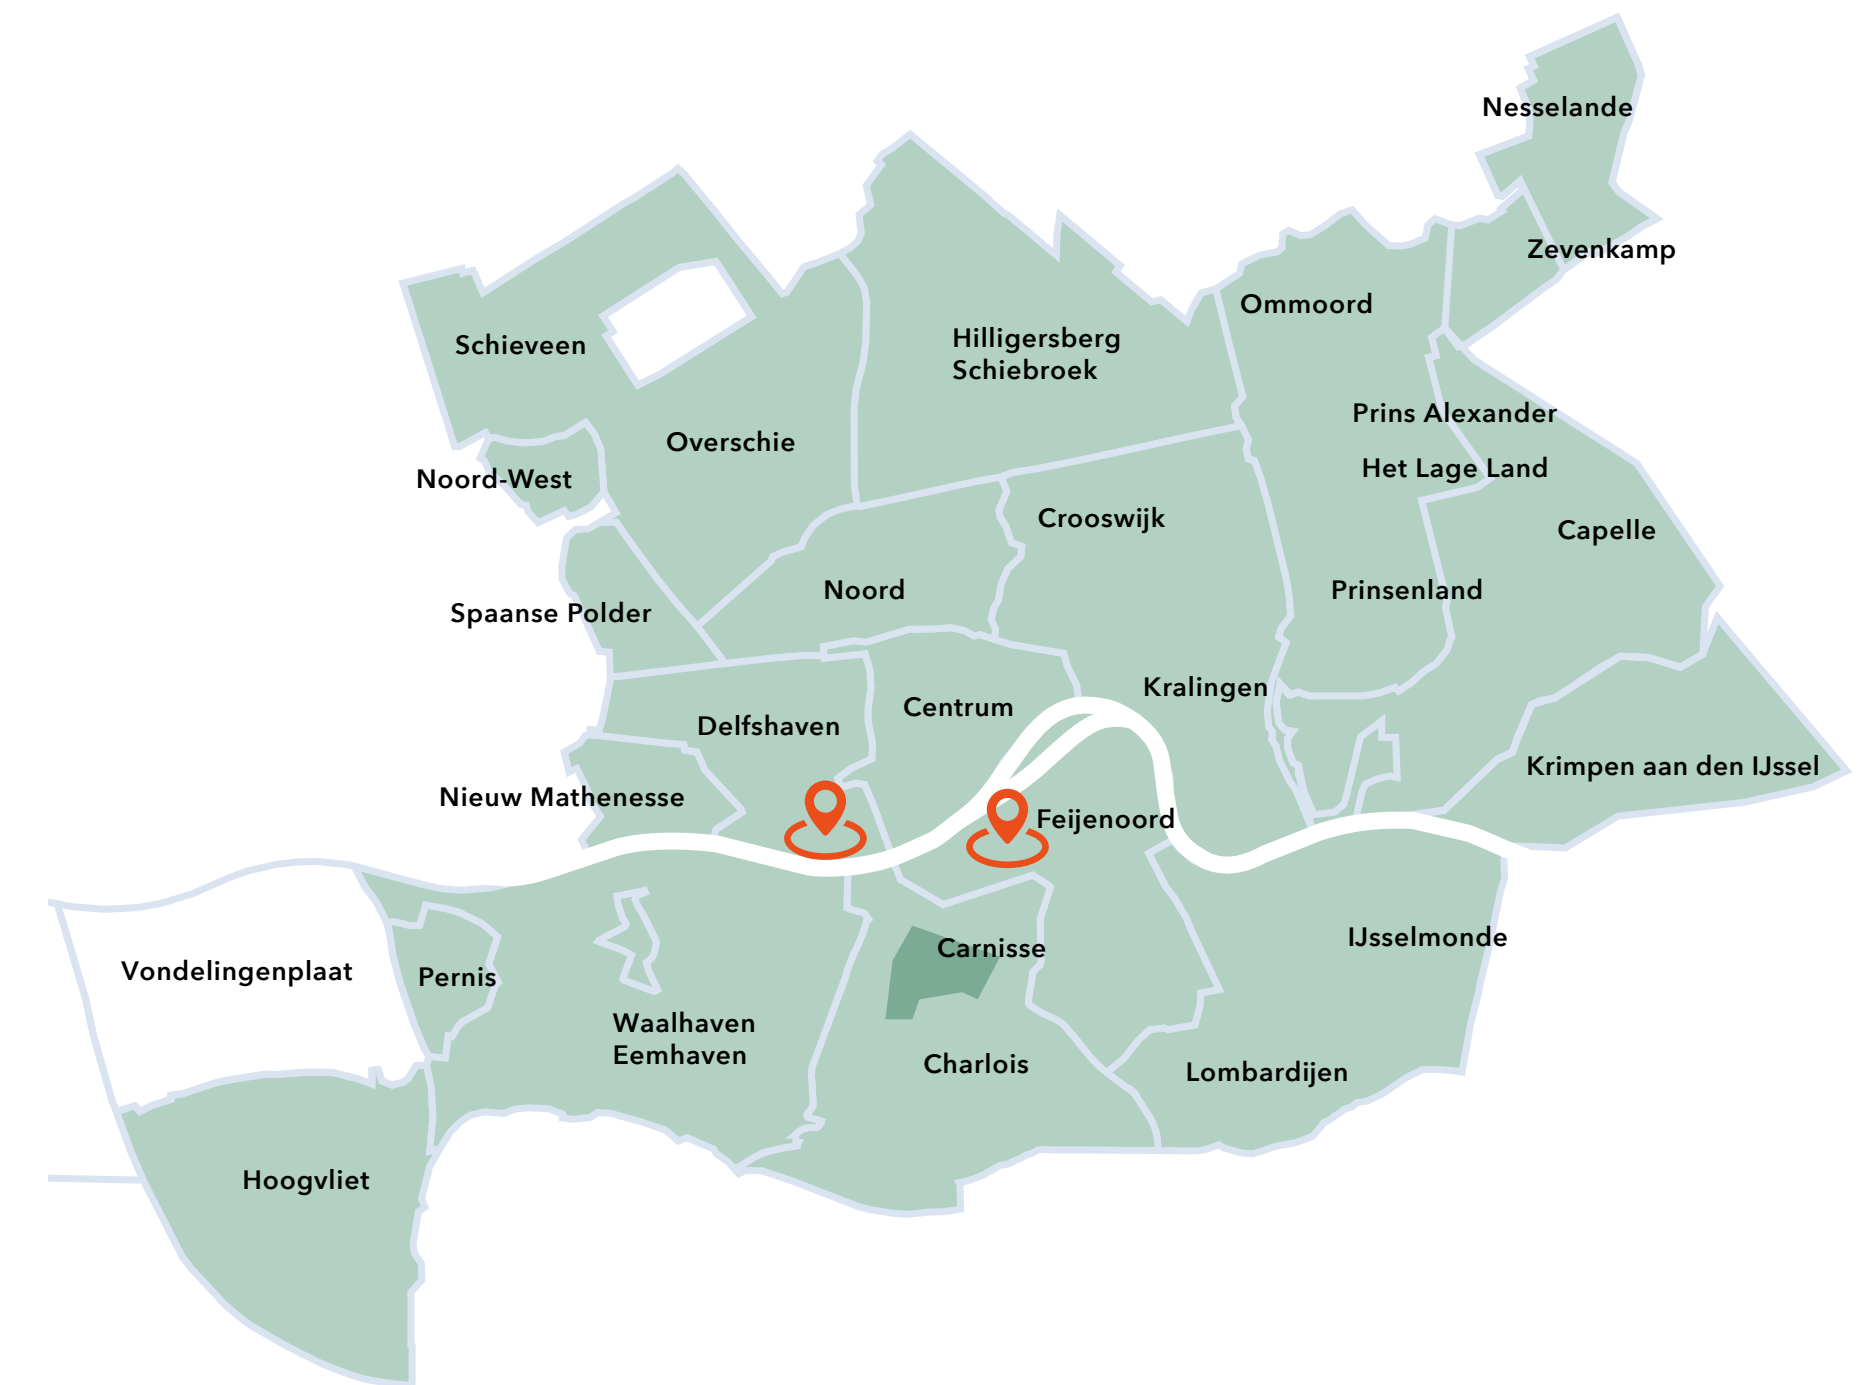 Nesselande
Zevenkamp
Ommoord
Hilligersberg
Schiebroek
Schieveen
Prins Alexander
Overschie
Het Lage Land
Noord-West
Crooswijk
Capelle
Noord
Prinsenland
Spaanse Polder
Kralingen
Centrum
Delfshaven
Krimpen aan den IJssel
Nieuw Mathenesse
Feijenoord
IJsselmonde
Carnisse
Vondelingenplaat
Pernis
Waalhaven
Eemhaven
Charlois
Lombardijen
Hoogvliet